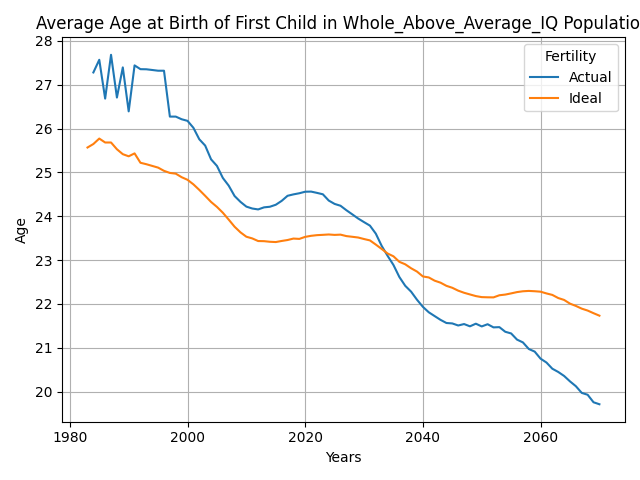 Average Age at Birth of First Child in Whole_Above_Average_IQ Populatio
Fertility
Actual
Ideal
28
27
26
25
24
23
22
21
20
Age
1980
2000
2020
2040
2060
Years